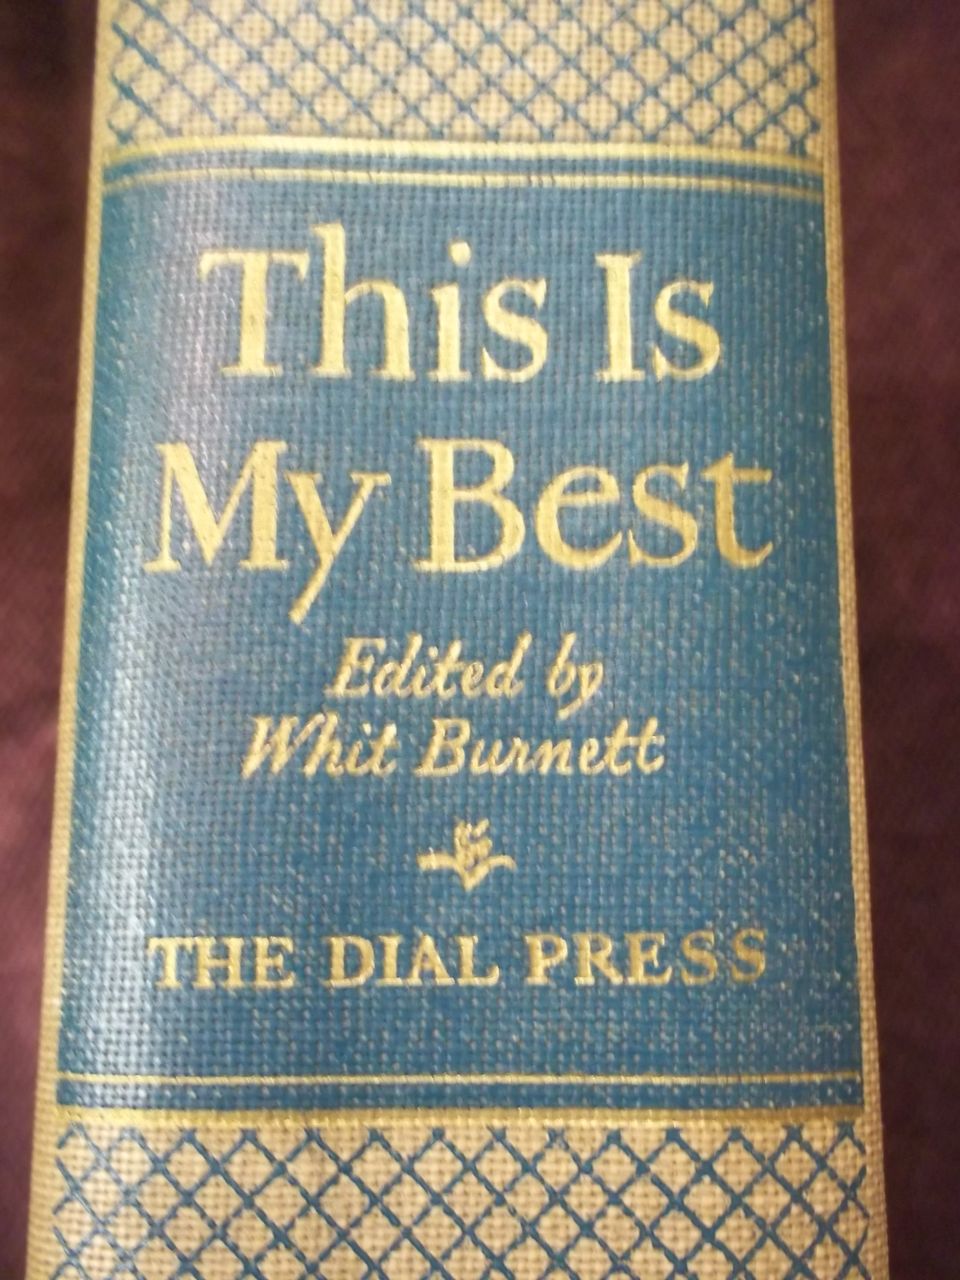 This Is
My Best
Edited by
Whit Burnett
THE DIAL PRESS